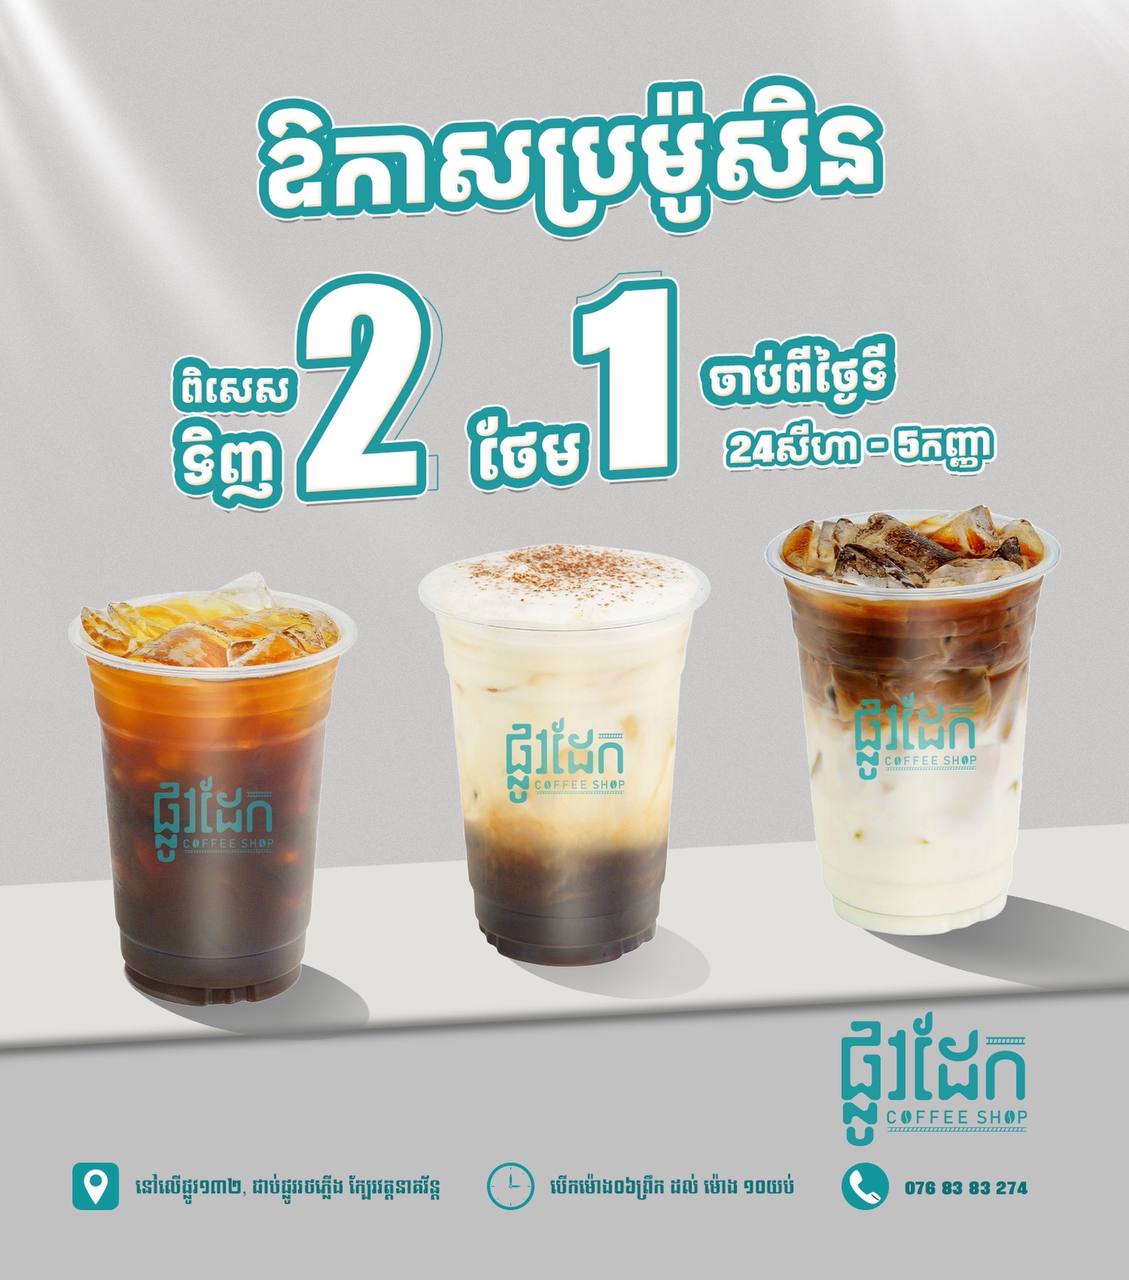 ឱកាសប្រម៉ូសិន
ពិសេស
ទិញ 2 ថែម 1
ចាប់ពីថ្ងៃទី
24សីហា - 5កញ្ញា
ផ្លូវដែក
COFFEE SHOP
ផ្លូវដែក
COFFEE SHOP
ផ្លូវដែក
COFFEE SHOP
ផ្លូវដែក
COFFEE SHOP
នៅលើផ្លូវ១៣២, ជាប់ផ្លូវរថភ្លើង ក្បែរវត្តនាគវ័ន្ត
បើកម៉ោង០៦ព្រឹក ដល់ ម៉ោង ១០យប់
076 83 83 274